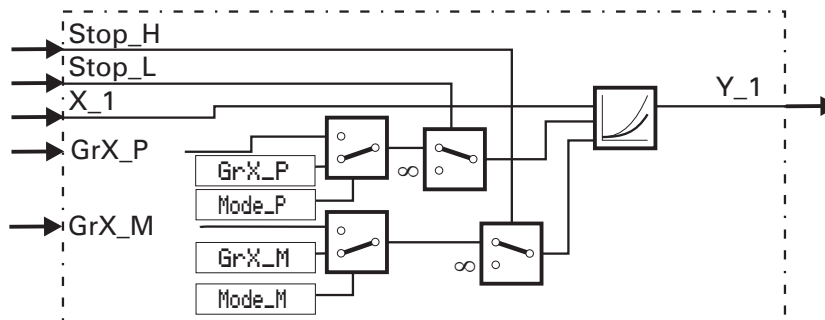 Stop_H
Stop_L
X_1
Y_1
GrX_P
∞
GrX_P
Mode_P
GrX_M
∞
GrX_M
Mode_M